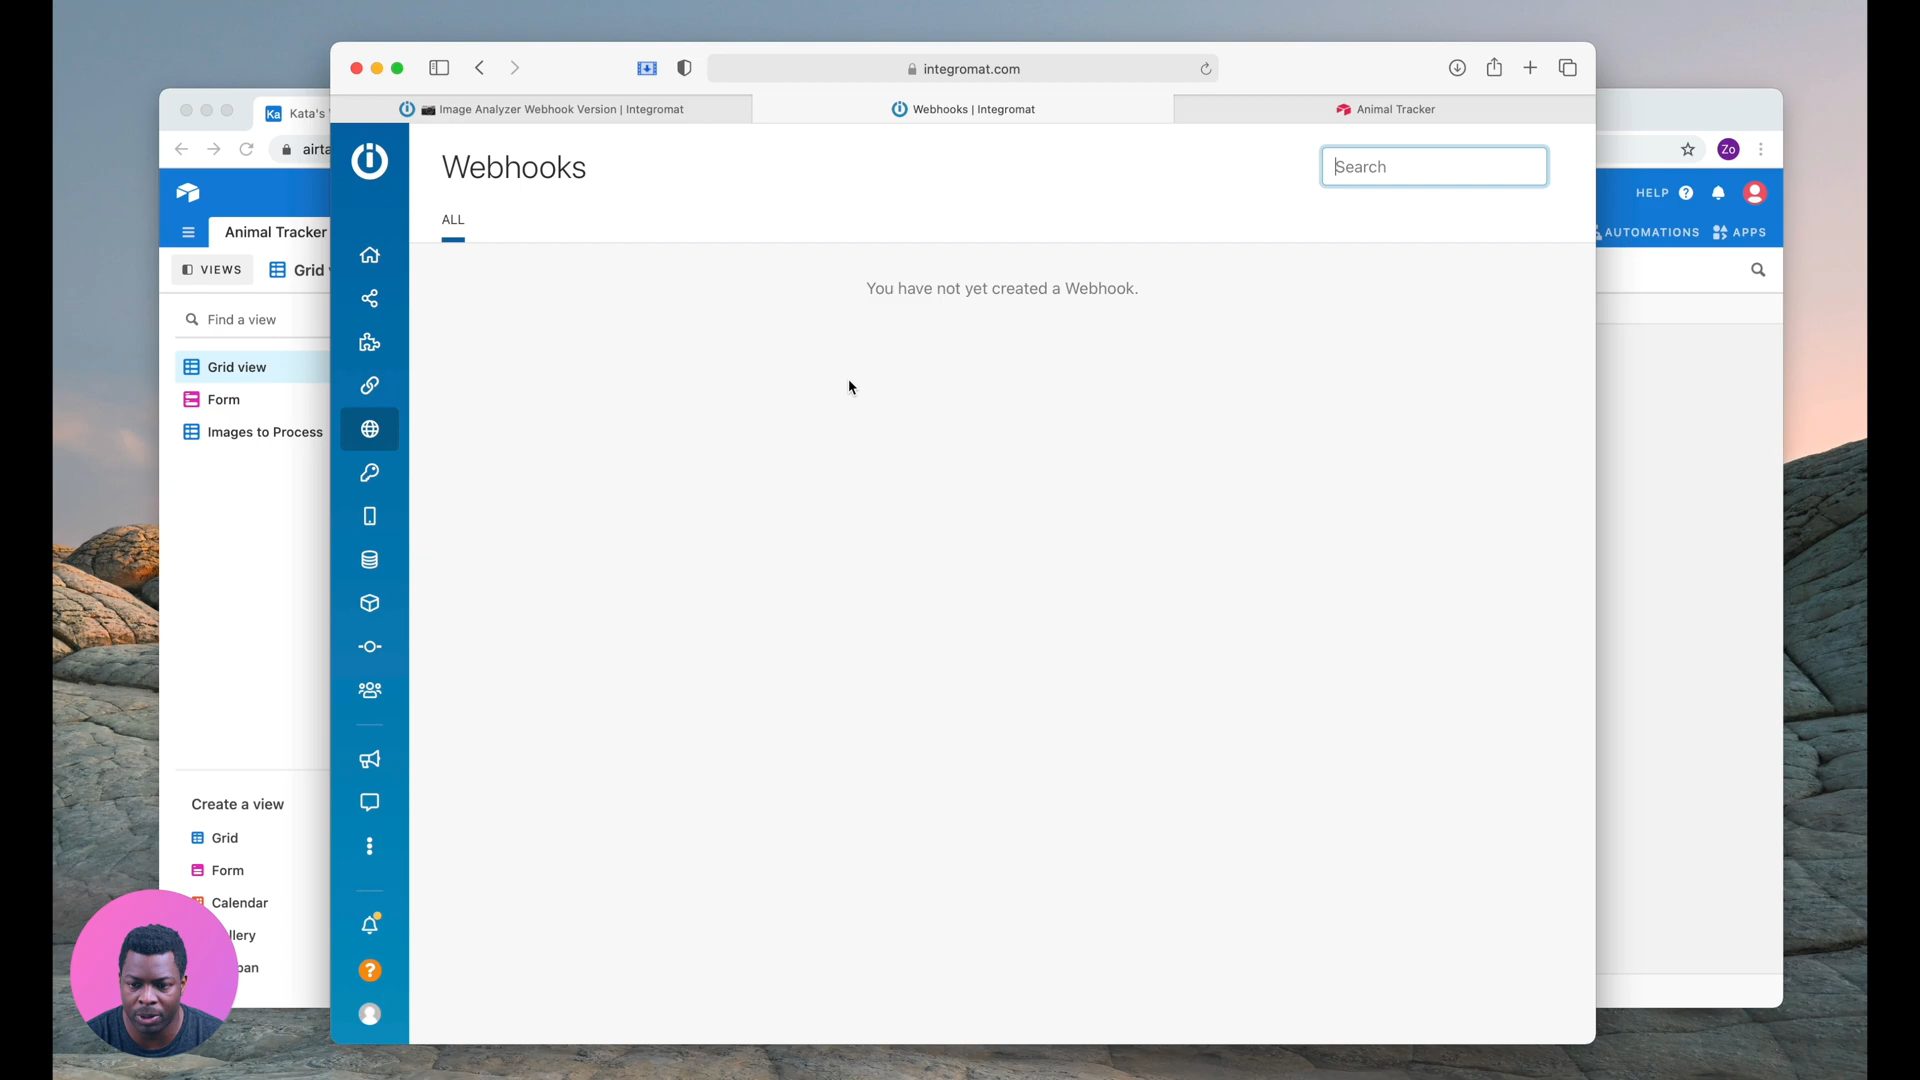 integromat.com
Image Analyzer Webhook Version | Integromat
Webhooks | Integromat
Animal Tracker
Ka
Kata's
airta
Zo
Webhooks
Search
ALL
You have not yet created a Webhook.
HELP
?
Animal Tracker
AUTOMATIONS
APPS
VIEWS
Grid
Find a view
Grid view
Form
Images to Process
Create a view
Grid
Form
Calendar
llery
ban
?